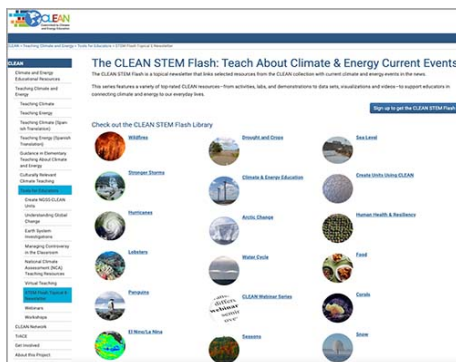 CLEAN
CLEAN > Teaching Climate and Energy > Tools for Educators > STEM Flash Topical E-Newsletter
CLEAN
Climate and Energy
Educational Resources
Teaching Climate and
Energy
Teaching Climate
Teaching Energy
Teaching Climate (Span-
ish Translation)
Teaching Energy (Spanish
Translation)
Guidance in Elementary
Teaching About Climate
and Energy
Culturally Relevant
Climate Teaching
Tools for Educators
Create NGSS CLEAN
Units
Understanding Global
Change
Earth System
Investigations
Managing Controversy
in the Classroom
National Climate
Assessment (NCA)
Teaching Resources
Virtual Teaching
STEM Flash Topical E-
Newsletter
Webinars
Workshops
CLEAN Network
TrACE
Get Involved
About this Project
The CLEAN STEM Flash: Teach About Climate & Energy Current Events
The CLEAN STEM Flash is a topical newsletter that links selected resources from the CLEAN collection with current climate and energy events in the news.
This series features a variety of top-rated CLEAN resources—from activities, labs, and demonstrations to data sets, visualizations and videos—to support educators in
connecting climate and energy to our everyday lives.
Sign up to get the CLEAN STEM Flash
Check out the CLEAN STEM Flash Library
Wildfires
Drought and Crops
Sea Level
Stronger Storms
Climate & Energy Education
Create Units Using CLEAN
Hurricanes
Arctic Change
Human Health & Resiliency
Lobsters
Water Cycle
Food
Penguins
differs
webinar
CLEAN Webinar Series
Corals
El Nino/La Nina
Seasons
Snow